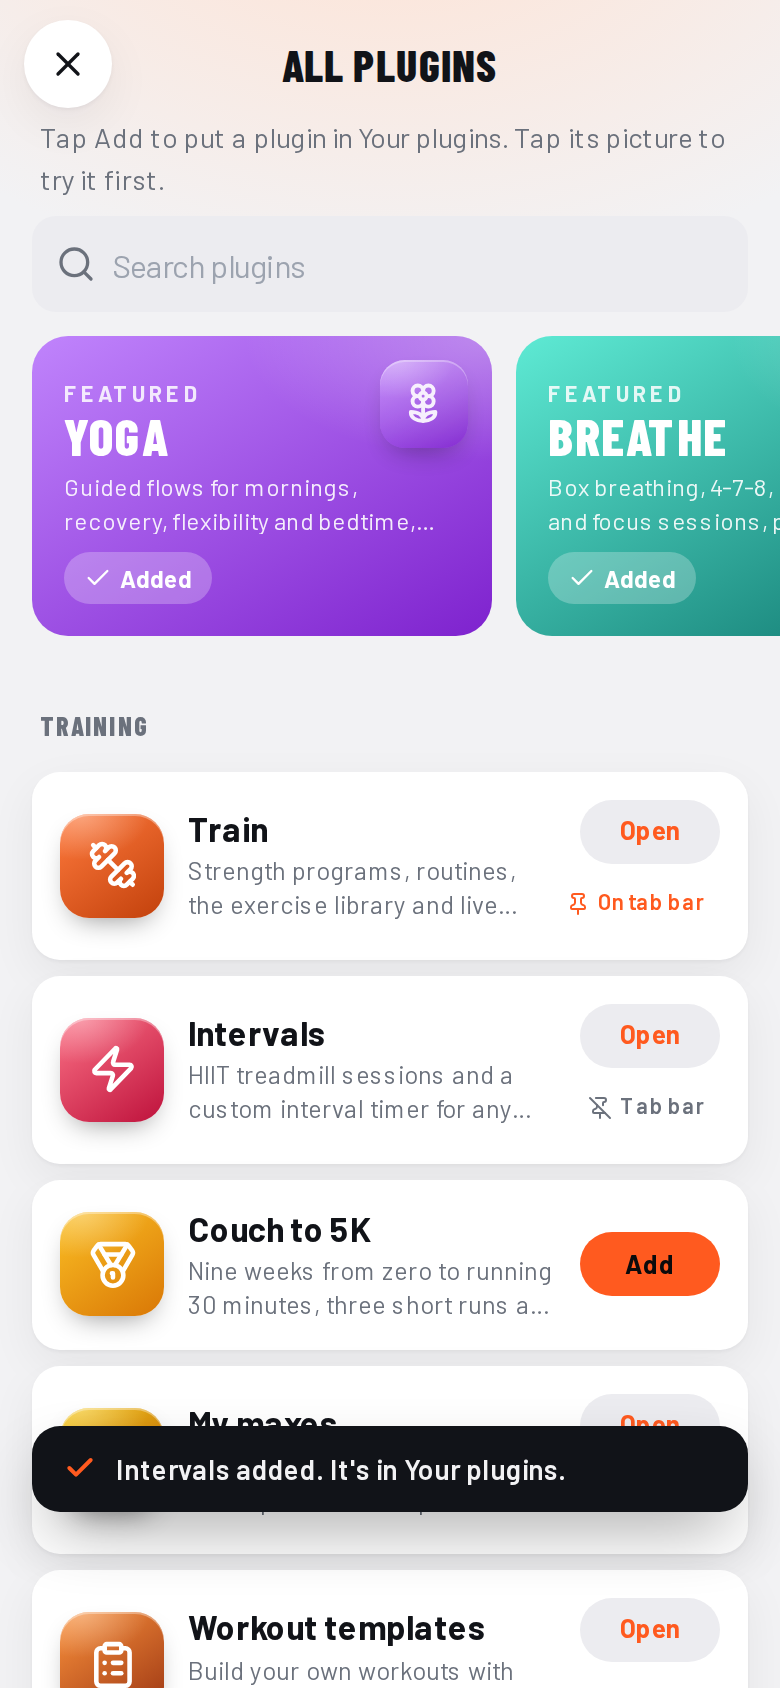 ALL PLUGINS
Tap Add to put a plugin in Your plugins. Tap its picture to
try it first.
Search plugins
FEATURED
YOGA
Guided flows for mornings,
recovery, flexibility and bedtime,...
Added
FEATURED
BREATHE
Box breathing, 4-7-8,
and focus sessions, p
Added
TRAINING
Train
Strength programs, routines,
the exercise library and live...
Open
On tab bar
Intervals
HIIT treadmill sessions and a
custom interval timer for any...
Open
Tab bar
Couch to 5K
Nine weeks from zero to running
30 minutes, three short runs a...
Add
My maxes
Open
Intervals added. It's in Your plugins.
Workout templates
Build your own workouts with
Open